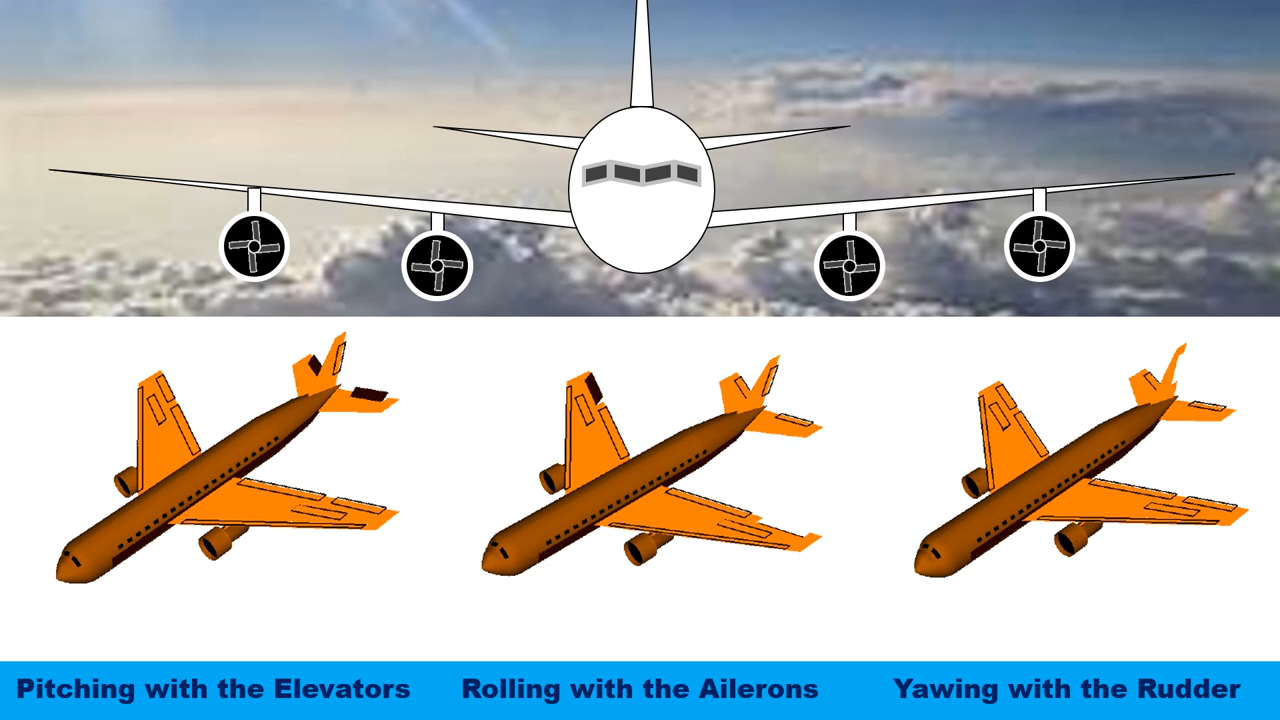 Pitching with the Elevators
Rolling with the Ailerons
Yawing with the Rudder